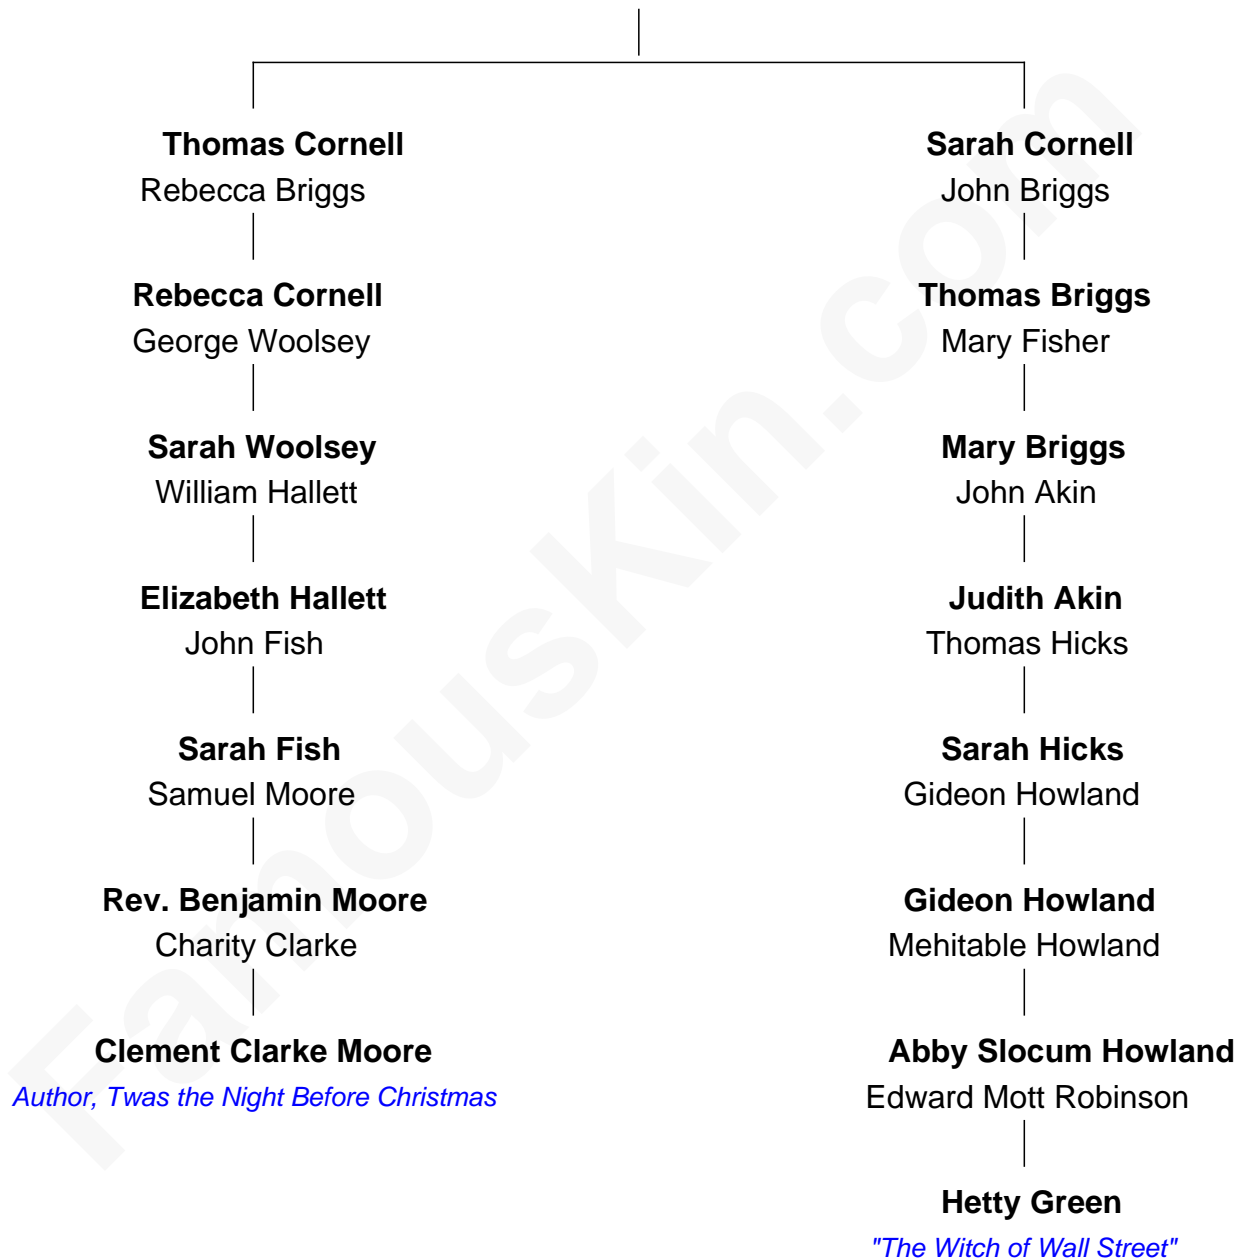 Thomas Cornell
Rebecca Briggs
Rebecca Cornell
George Woolsey
Sarah Woolsey
William Hallett
Elizabeth Hallett
John Fish
Sarah Fish
Samuel Moore
Rev. Benjamin Moore
Charity Clarke
Clement Clarke Moore
Author, Twas the Night Before Christmas
Sarah Cornell
John Briggs
Thomas Briggs
Mary Fisher
Mary Briggs
John Akin
Judith Akin
Thomas Hicks
Sarah Hicks
Gideon Howland
Gideon Howland
Mehitable Howland
Abby Slocum Howland
Edward Mott Robinson
Hetty Green
"The Witch of Wall Street"
FamousKin.com